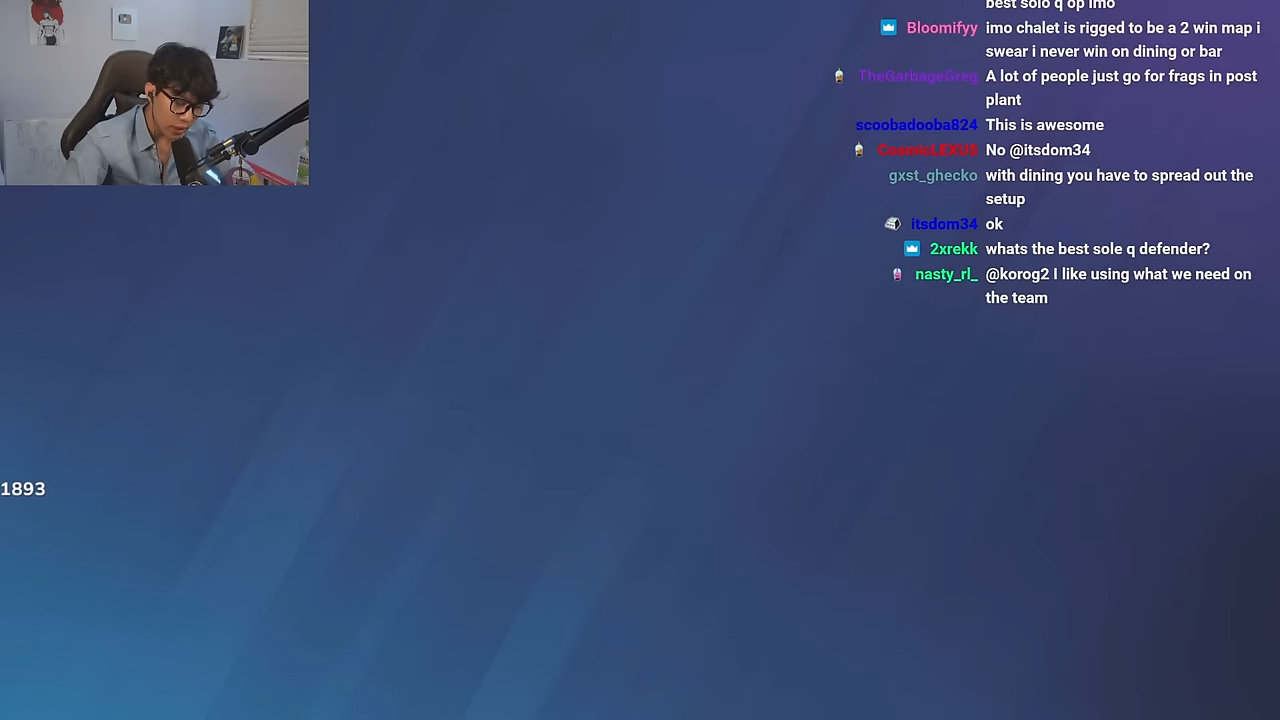 best solo q op imo
Bloomifyy imo chalet is rigged to be a 2 win map i
swear i never win on dining or bar
TheGarbageGreg A lot of people just go for frags in post
plant
scoobadooba824 This is awesome
CosmicLEXUS No @itsdom34
gxst_ghecko with dining you have to spread out the
setup
itsdom34 ok
2xrekk whats the best sole q defender?
nasty_rl_ @korog2 I like using what we need on
the team
1893